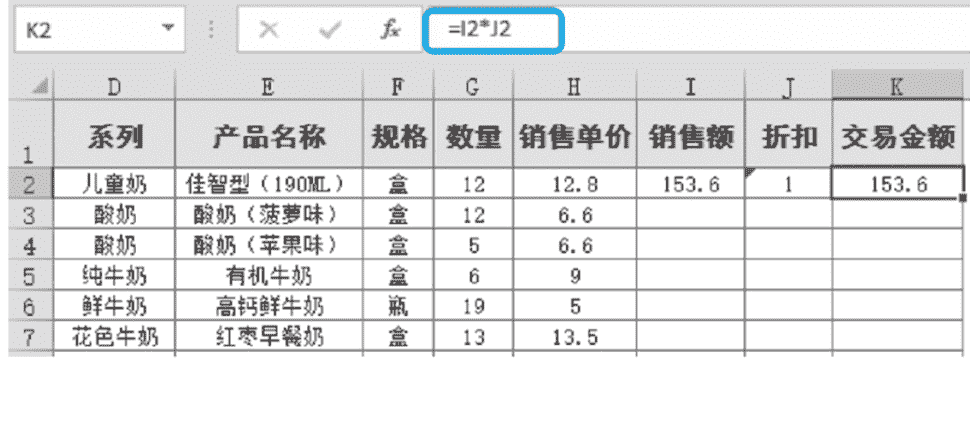 K2 fx =I2*J2
D E F G H I J K
1 系列 产品名称 规格 数量 销售单价 销售额 折扣 交易金额
2 儿童奶 佳智型（190ML） 盒 12 12.8 153.6 1 153.6
3 酸奶 酸奶（菠萝味） 盒 12 6.6
4 酸奶 酸奶（苹果味） 盒 5 6.6
5 纯牛奶 有机牛奶 盒 6 9
6 鲜牛奶 高钙鲜牛奶 瓶 19 5
7 花色牛奶 红枣早餐奶 盒 13 13.5